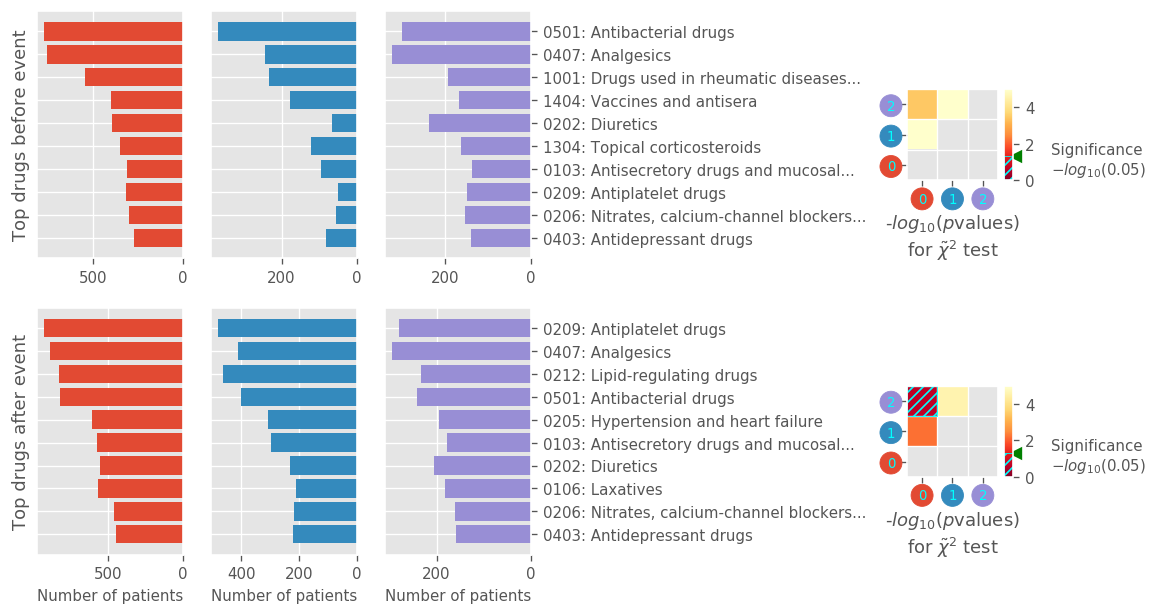 Top drugs before event
0501: Antibacterial drugs
0407: Analgesics
1001: Drugs used in rheumatic diseases...
1404: Vaccines and antisera
0202: Diuretics
1304: Topical corticosteroids
0103: Antisecretory drugs and mucosal...
0209: Antiplatelet drugs
0206: Nitrates, calcium-channel blockers...
0403: Antidepressant drugs
500 0
200 0
200 0
2
1
0
0 1 2
4
2
0
Significance
−log₁₀(0.05)
-log₁₀(pvalues)
for χ̃² test
Top drugs after event
0209: Antiplatelet drugs
0407: Analgesics
0212: Lipid-regulating drugs
0501: Antibacterial drugs
0205: Hypertension and heart failure
0103: Antisecretory drugs and mucosal...
0202: Diuretics
0106: Laxatives
0206: Nitrates, calcium-channel blockers...
0403: Antidepressant drugs
500 0
400 200 0
200 0
Number of patients
Number of patients
Number of patients
2
1
0
0 1 2
4
2
0
Significance
−log₁₀(0.05)
-log₁₀(pvalues)
for χ̃² test